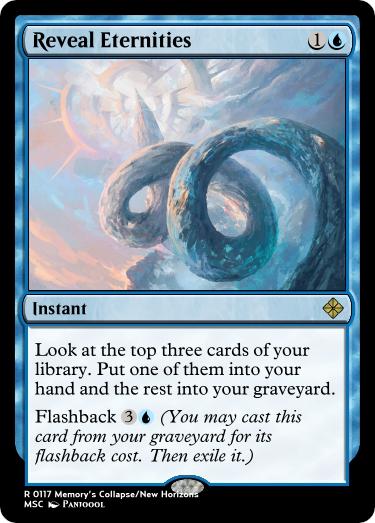 Reveal Eternities 1
Instant
Look at the top three cards of your
library. Put one of them into your
hand and the rest into your graveyard.
Flashback 3 (You may cast this
card from your graveyard for its
flashback cost. Then exile it.)
R 0117 Memory's Collapse/New Horizons
MSC PANTOOOL